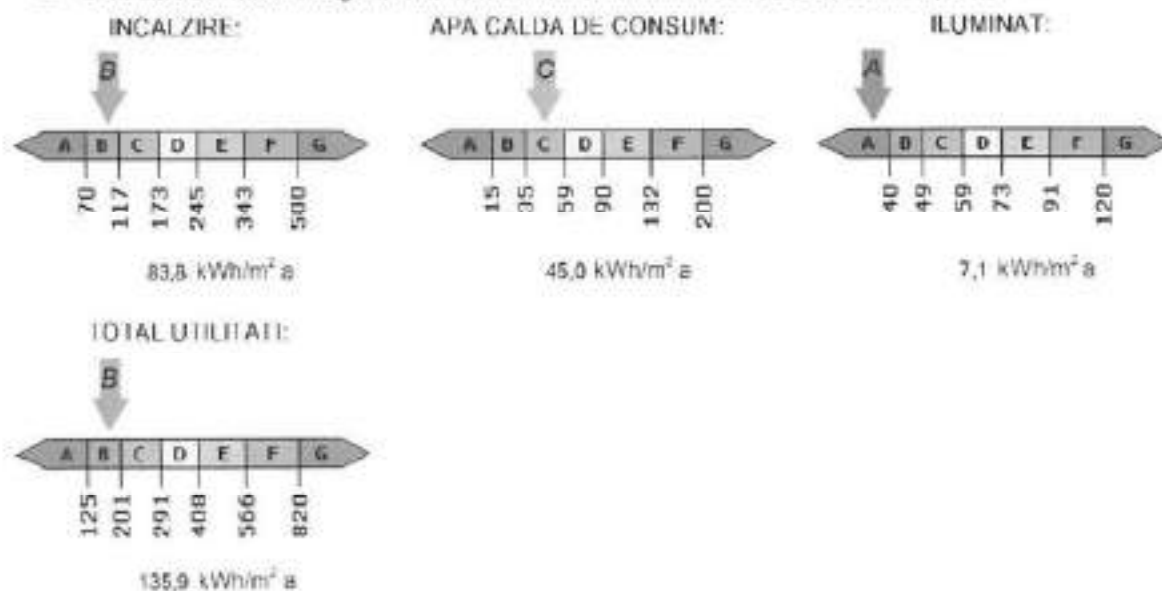 INCALZIRE:
B
A B C D E F G
70 117 173 245 343 500
83,8 kWh/m² a
APA CALDA DE CONSUM:
C
A B C D E F G
15 35 59 90 132 200
45,0 kWh/m² a
ILUMINAT:
A
A B C D E F G
40 49 59 73 91 120
7,1 kWh/m² a
TOTAL UTILITATI:
B
A B C D E F G
125 201 291 408 566 820
135,9 kWh/m² a